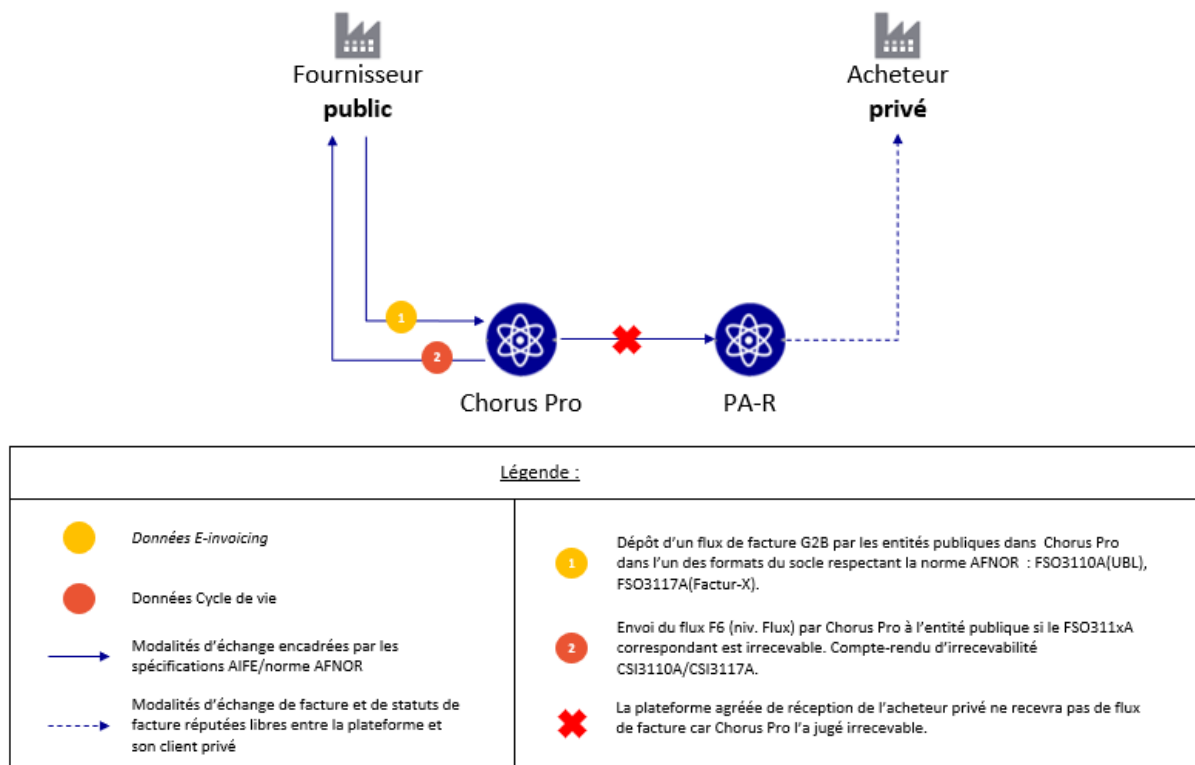 Fournisseur
public
Acheteur
privé
1
2
Chorus Pro
PA-R
Légende :
Données E-invoicing
Données Cycle de vie
Modalités d'échange encadrées par les
spécifications AIFE/norme AFNOR
Modalités d'échange de facture et de statuts de
facture réputées libres entre la plateforme et
son client privé
1
Dépôt d'un flux de facture G2B par les entités publiques dans Chorus Pro
dans l'un des formats du socle respectant la norme AFNOR : FSO3110A(UBL),
FSO3117A(Factur-X).
2
Envoi du flux F6 (niv. Flux) par Chorus Pro à l'entité publique si le FSO311xA
correspondant est irrecevable. Compte-rendu d'irrecevabilité
CSI3110A/CSI3117A.
La plateforme agréée de réception de l'acheteur privé ne recevra pas de flux
de facture car Chorus Pro l'a jugé irrecevable.